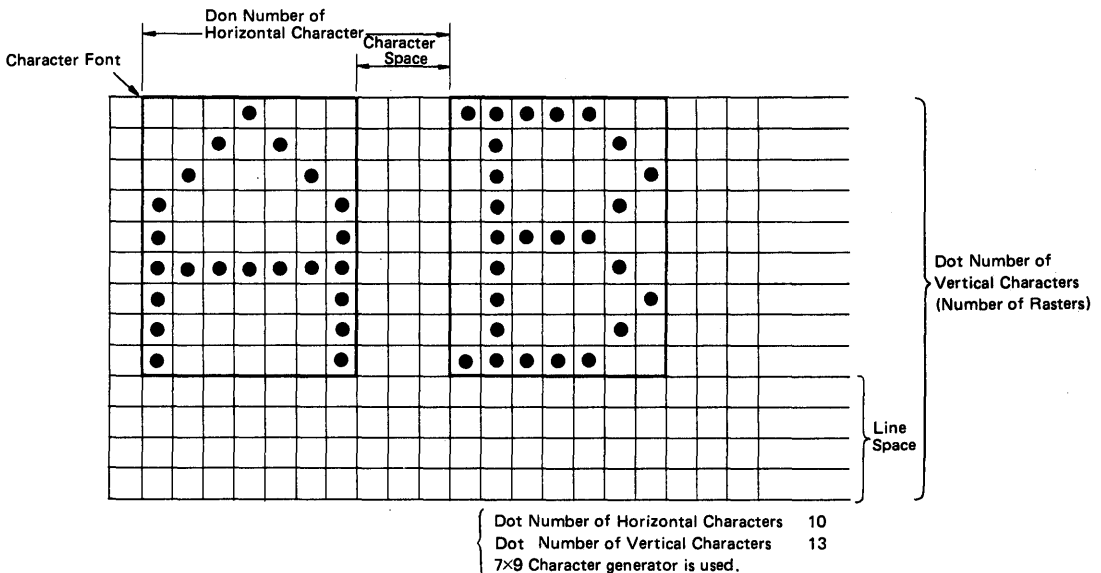 Don Number of
Horizontal Character
Character
Space
Character Font
Dot Number of
Vertical Characters
(Number of Rasters)
Line
Space
Dot Number of Horizontal Characters 10
Dot Number of Vertical Characters 13
7×9 Character generator is used.